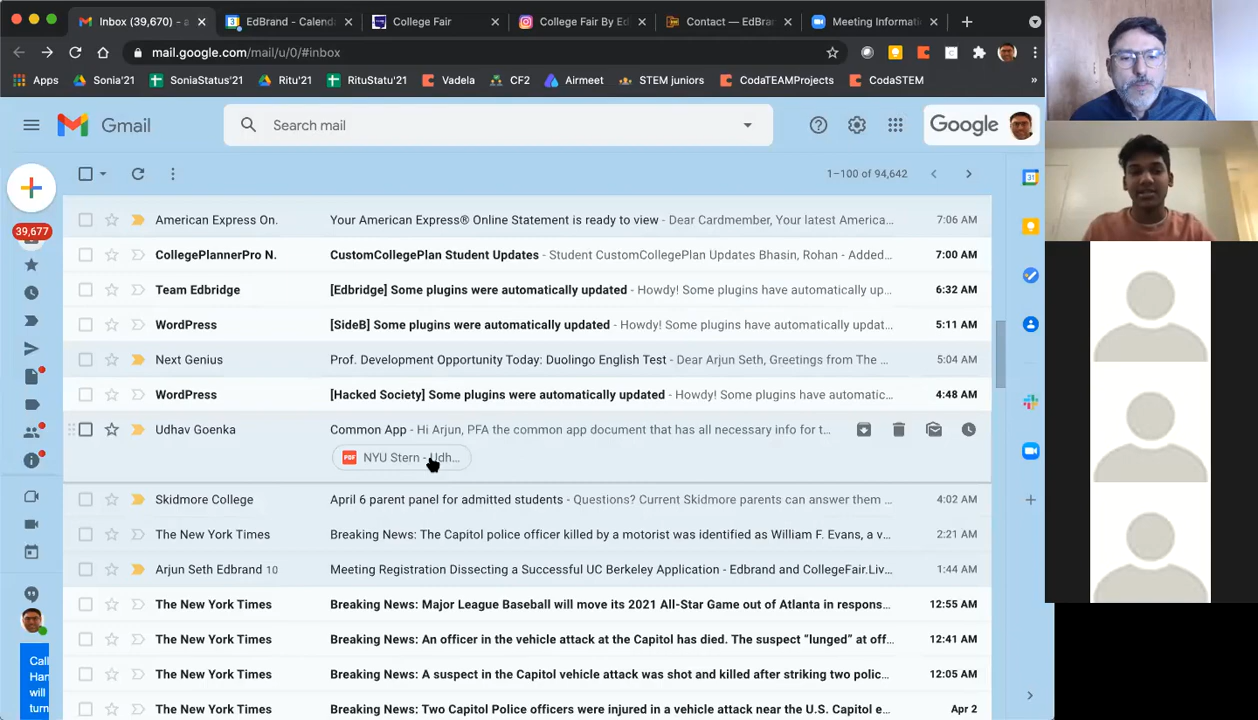 Inbox (39,670) - a
EdBrand - Calenda
College Fair
College Fair By Ed
Contact — EdBra
Meeting Informati
mail.google.com/mail/u/0/#inbox
Apps Sonia'21 SoniaStatus'21 Ritu'21 RituStatu'21 Vadela CF2 Airmeet STEM juniors CodaTEAMProjects CodaSTEM »
Gmail Search mail Google
1–100 of 94,642
39,677
American Express On. Your American Express® Online Statement is ready to view - Dear Cardmember, Your latest America... 7:06 AM
CollegePlannerPro N. CustomCollegePlan Student Updates - Student CustomCollegePlan Updates Bhasin, Rohan - Added... 7:00 AM
Team Edbridge [Edbridge] Some plugins were automatically updated - Howdy! Some plugins have automatically up... 6:32 AM
WordPress [SideB] Some plugins were automatically updated - Howdy! Some plugins have automatically updat... 5:11 AM
Next Genius Prof. Development Opportunity Today: Duolingo English Test - Dear Arjun Seth, Greetings from The ... 5:04 AM
WordPress [Hacked Society] Some plugins were automatically updated - Howdy! Some plugins have automatic... 4:48 AM
Udhav Goenka Common App - Hi Arjun, PFA the common app document that has all necessary info for t...
PDF NYU Stern - Udh...
Skidmore College April 6 parent panel for admitted students - Questions? Current Skidmore parents can answer them ... 4:02 AM
The New York Times Breaking News: The Capitol police officer killed by a motorist was identified as William F. Evans, a v... 2:21 AM
Arjun Seth Edbrand 10 Meeting Registration Dissecting a Successful UC Berkeley Application - Edbrand and CollegeFair.Liv... 1:44 AM
The New York Times Breaking News: Major League Baseball will move its 2021 All-Star Game out of Atlanta in respons... 12:55 AM
The New York Times Breaking News: An officer in the vehicle attack at the Capitol has died. The suspect “lunged” at off... 12:41 AM
The New York Times Breaking News: A suspect in the Capitol vehicle attack was shot and killed after striking two polic... 12:05 AM
The New York Times Breaking News: Two Capitol Police officers were injured in a vehicle attack near the U.S. Capitol e... Apr 2
Call
Han
will
turn